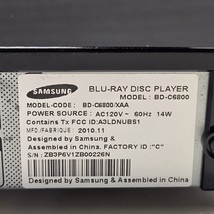 SAMSUNG
BLU-RAY DISC PLAYER
MODEL: BD-C6800
MODEL-CODE : BD-C6800/XAA
POWER SOURCE : AC120V~ 60Hz 14W
Contains Tx FCC ID:A3LDNUBS1
MFD./FABRIQUE: 2010.11
Designed by Samsung &
Assembled in China. FACTORY ID :"C"
Designed by Samsung &
Assembled in China
S/N : ZB3P6V1ZB00226N